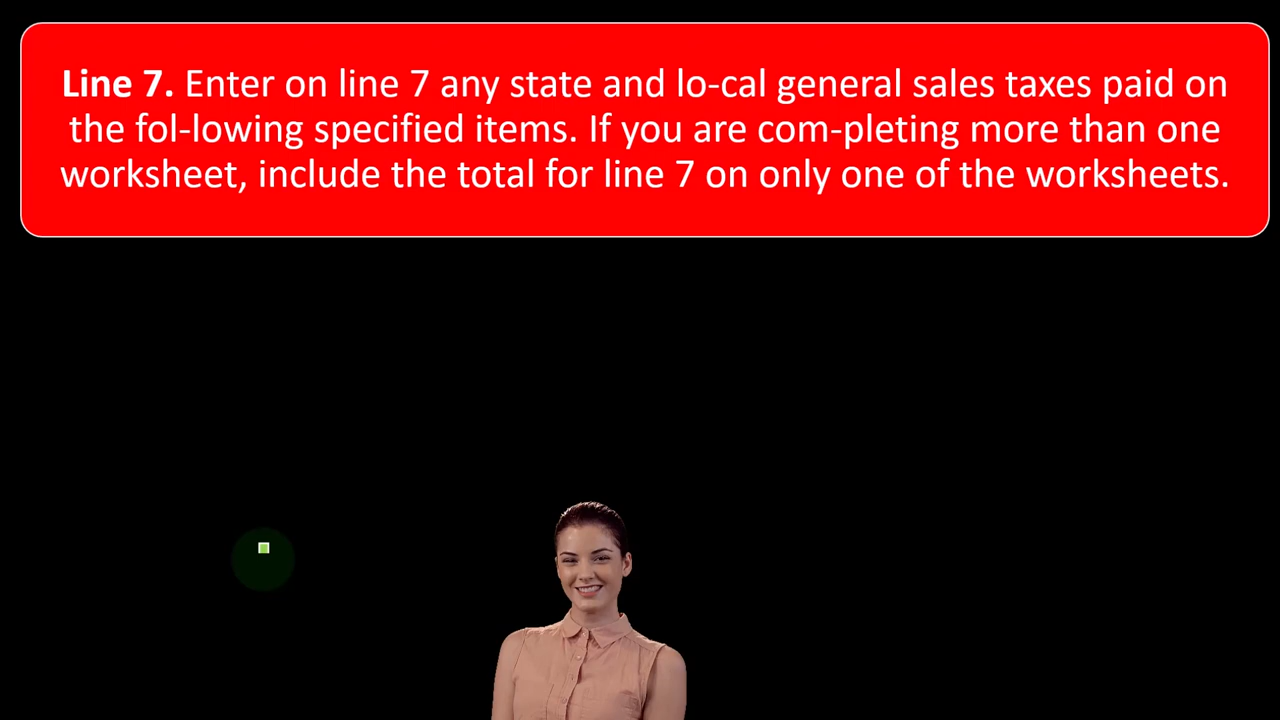 Line 7. Enter on line 7 any state and lo-cal general sales taxes paid on
the fol-lowing specified items. If you are com-pleting more than one
worksheet, include the total for line 7 on only one of the worksheets.